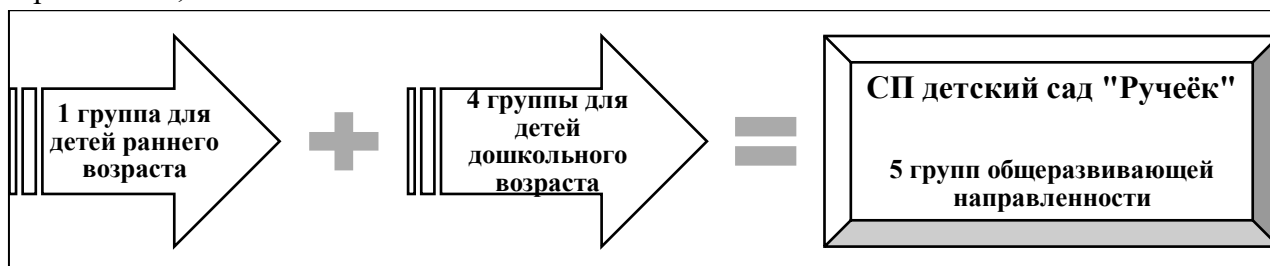 1 группа для
детей раннего
возраста
4 группы для
детей
дошкольного
возраста
СП детский сад "Ручеёк"
5 групп общеразвивающей
направленности